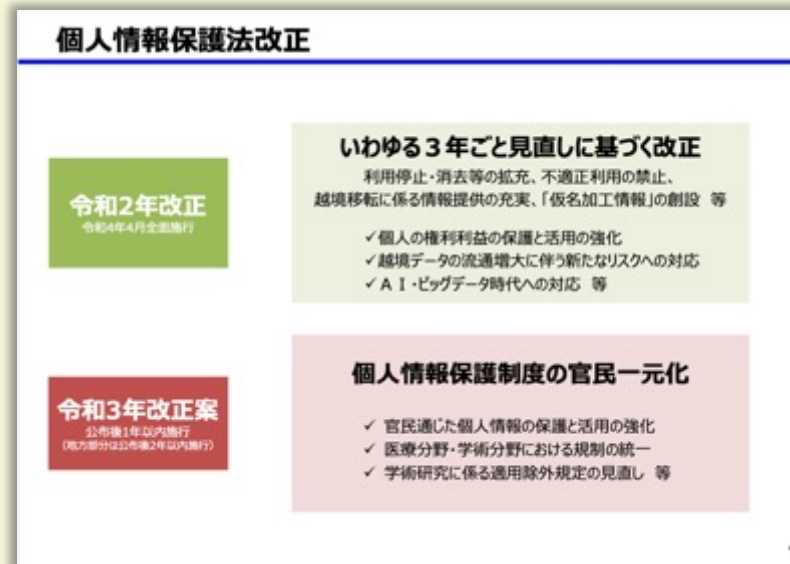 個人情報保護法改正
令和2年改正
令和4年4月全面施行
いわゆる３年ごと見直しに基づく改正
利用停止・消去等の拡充、不適正利用の禁止、
越境移転に係る情報提供の充実、「仮名加工情報」の創設 等
✓個人の権利利益の保護と活用の強化
✓越境データの流通増大に伴う新たなリスクへの対応
✓ＡＩ・ビッグデータ時代への対応 等
令和3年改正案
公布後1年以内施行
(地方部分は公布後2年以内施行)
個人情報保護制度の官民一元化
✓ 官民通じた個人情報の保護と活用の強化
✓ 医療分野・学術分野における規制の統一
✓ 学術研究に係る適用除外規定の見直し 等